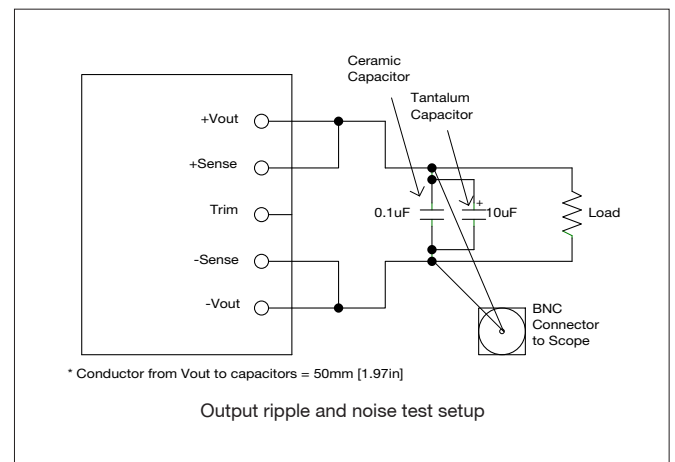 Ceramic
Capacitor
Tantalum
Capacitor
+Vout
+Sense
Trim
-Sense
-Vout
0.1uF
+
10uF
Load
BNC
Connector
to Scope
* Conductor from Vout to capacitors = 50mm [1.97in]
Output ripple and noise test setup